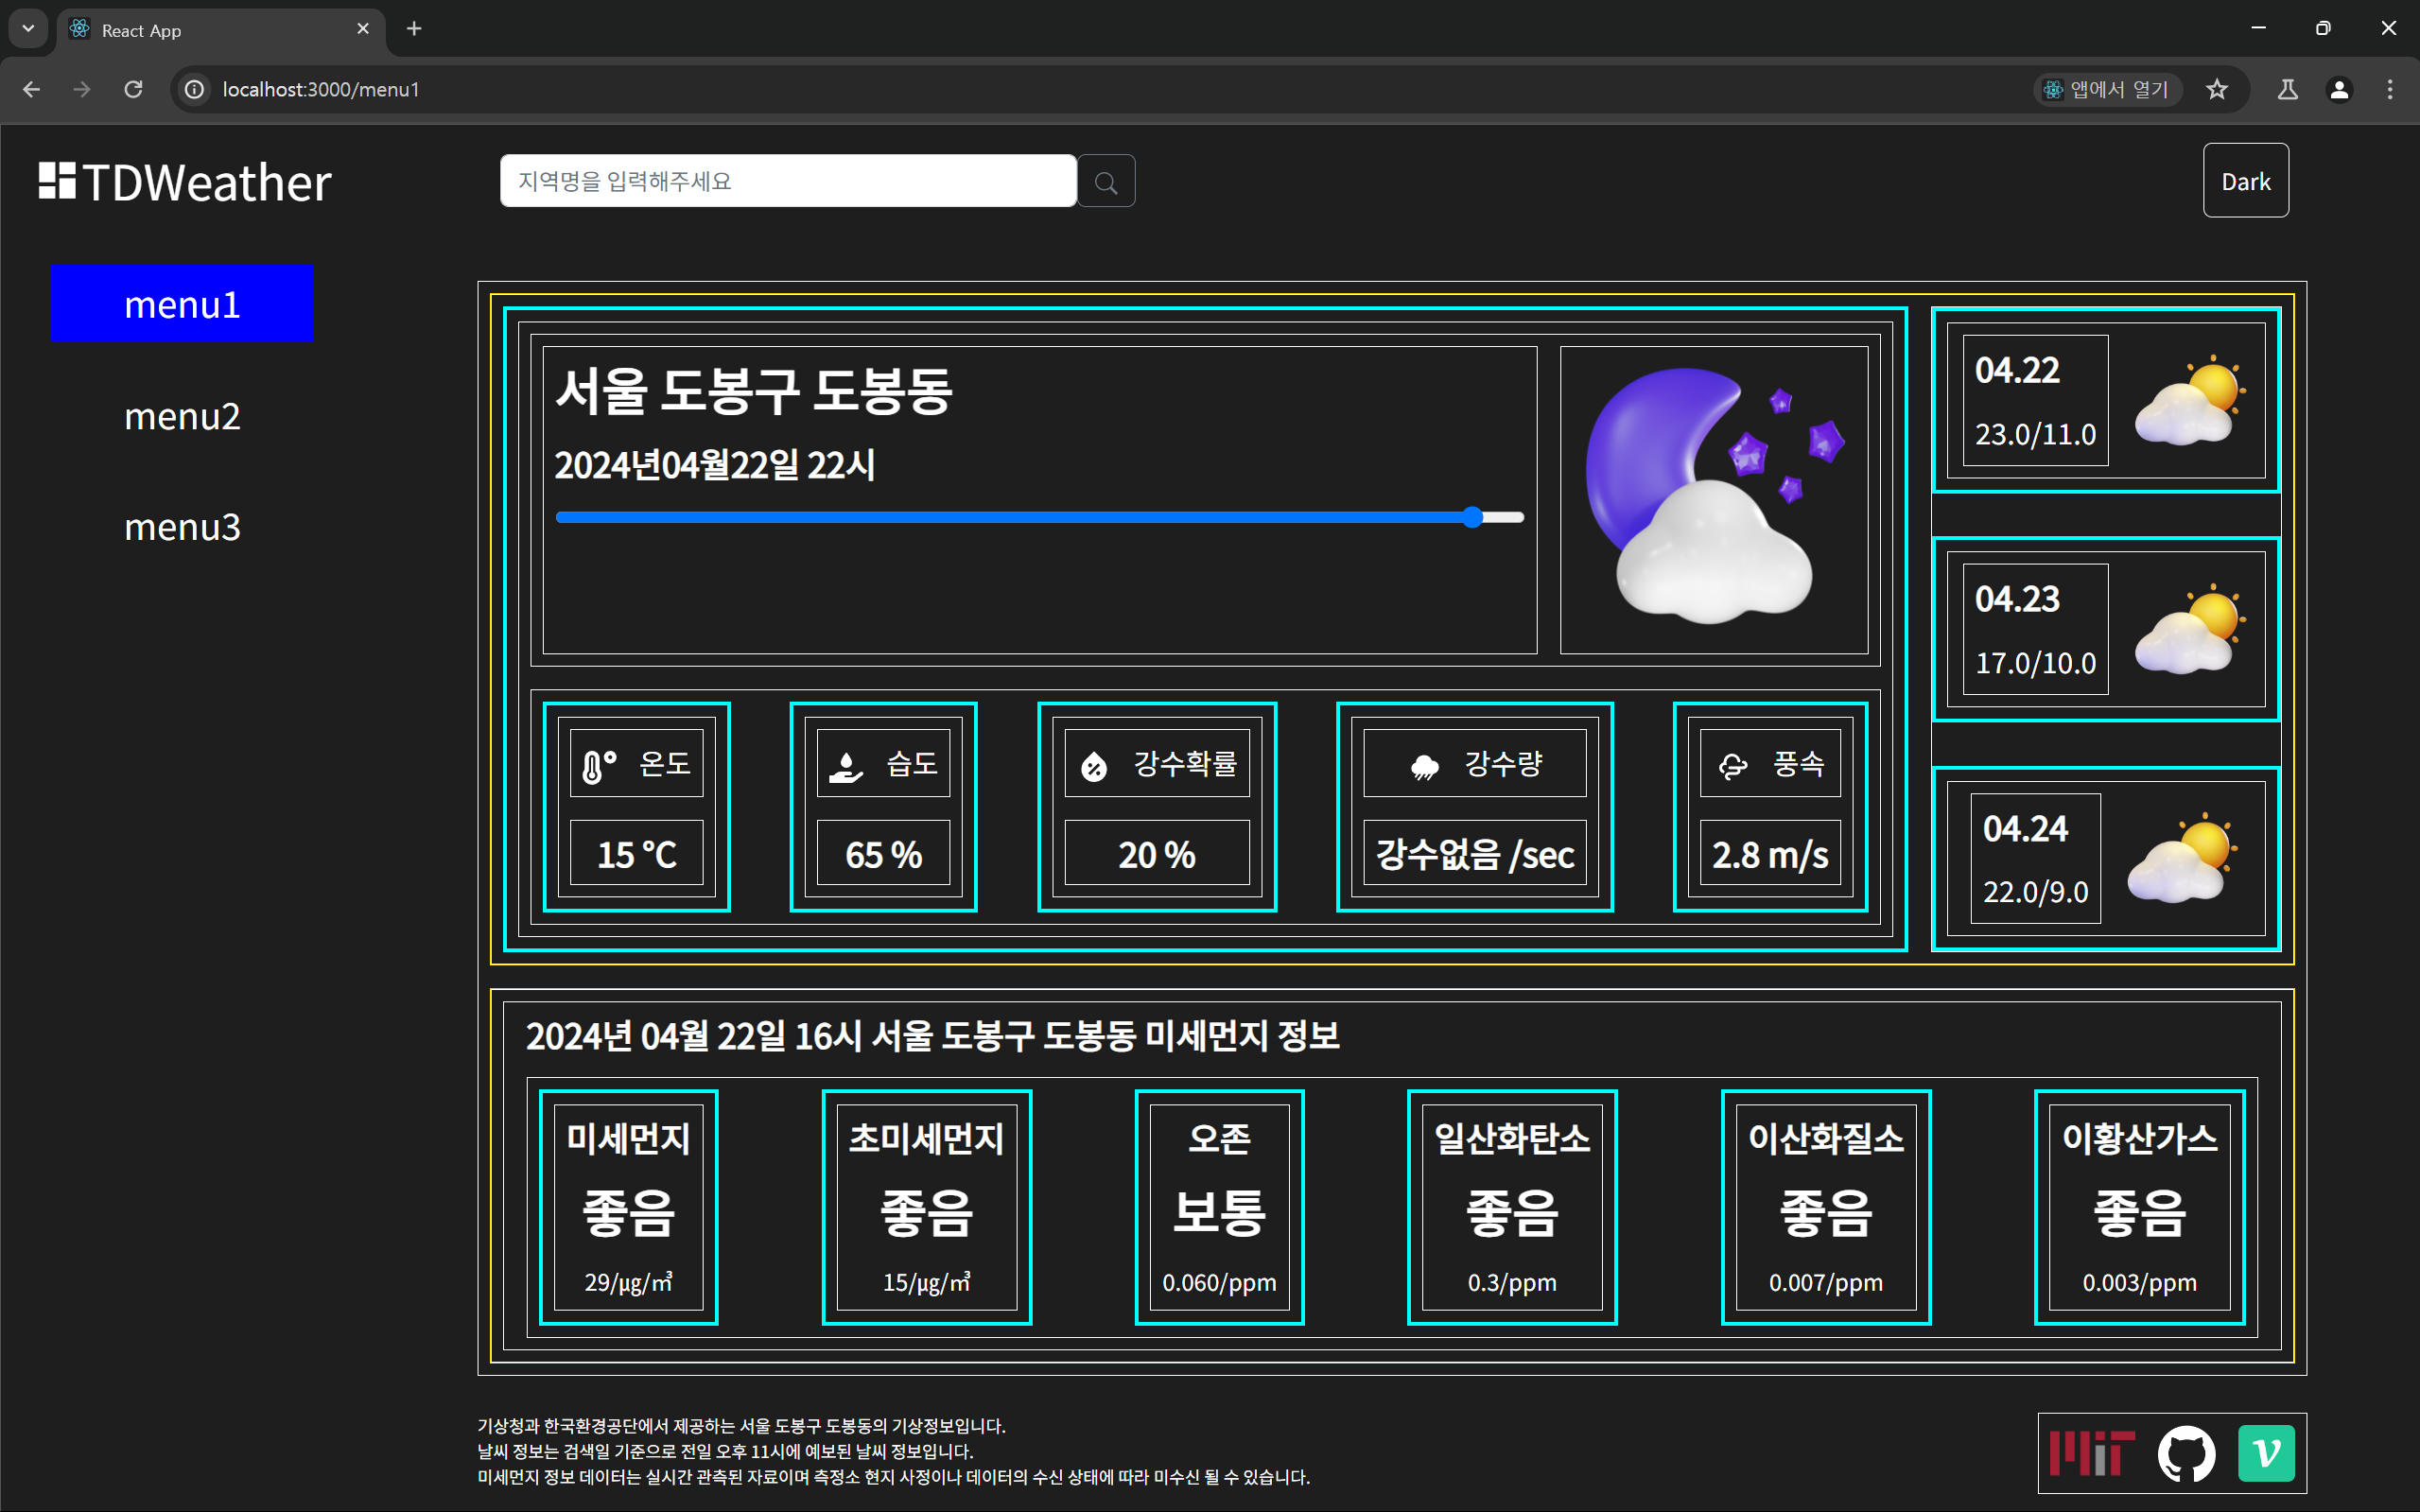 React App
localhost:3000/menu1
앱에서 열기
TDWeather
지역명을 입력해주세요
Dark
menu1
menu2
menu3
서울 도봉구 도봉동
2024년04월22일 22시
04.22
23.0/11.0
04.23
17.0/10.0
04.24
22.0/9.0
온도
15 ℃
습도
65 %
강수확률
20 %
강수량
강수없음 /sec
풍속
2.8 m/s
2024년 04월 22일 16시 서울 도봉구 도봉동 미세먼지 정보
미세먼지
좋음
29/㎍/㎥
초미세먼지
좋음
15/㎍/㎥
오존
보통
0.060/ppm
일산화탄소
좋음
0.3/ppm
이산화질소
좋음
0.007/ppm
이황산가스
좋음
0.003/ppm
기상청과 한국환경공단에서 제공하는 서울 도봉구 도봉동의 기상정보입니다.
날씨 정보는 검색일 기준으로 전일 오후 11시에 예보된 날씨 정보입니다.
미세먼지 정보 데이터는 실시간 관측된 자료이며 측정소 현지 사정이나 데이터의 수신 상태에 따라 미수신 될 수 있습니다.
MIT
v